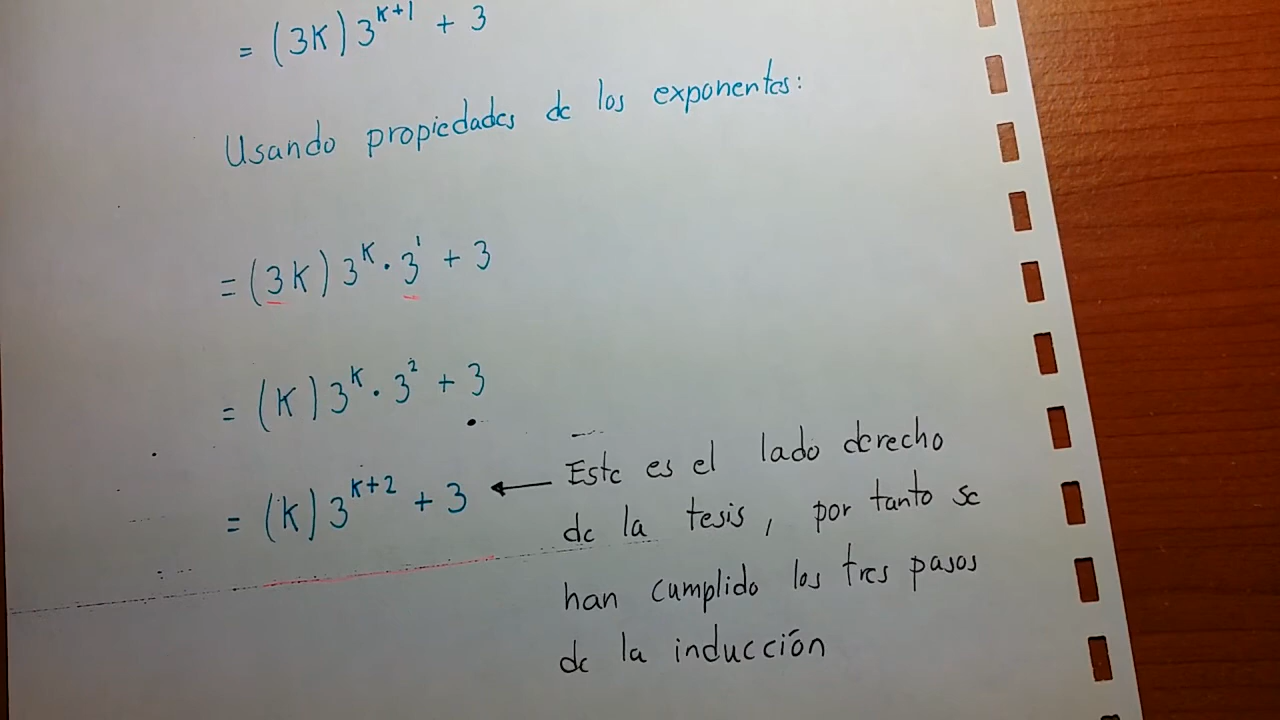 = (3K) 3^{K+1} + 3
Usando propiedades de los exponentes:
= (3K) 3^K · 3^1 + 3
= (K) 3^K · 3^2 + 3
= (K) 3^{K+2} + 3 ← Este es el lado derecho
de la tesis, por tanto se
han cumplido los tres pasos
de la inducción